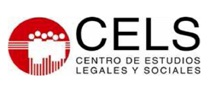 CELS
CENTRO DE ESTUDIOS
LEGALES Y SOCIALES